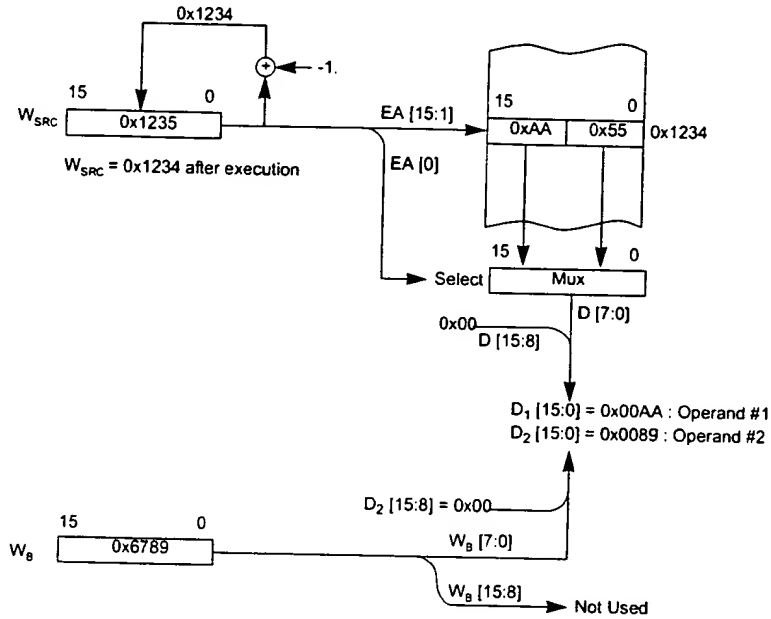 0x1234
-1.
15 0
W_SRC 0x1235
W_SRC = 0x1234 after execution
EA [15:1]
EA [0]
15 0
0xAA 0x55 0x1234
15 0
Select Mux
D [7:0]
0x00
D [15:8]
D₁ [15:0] = 0x00AA : Operand #1
D₂ [15:0] = 0x0089 : Operand #2
D₂ [15:8] = 0x00
15 0
W₈ 0x6789
W_B [7:0]
W_B [15:8]
Not Used